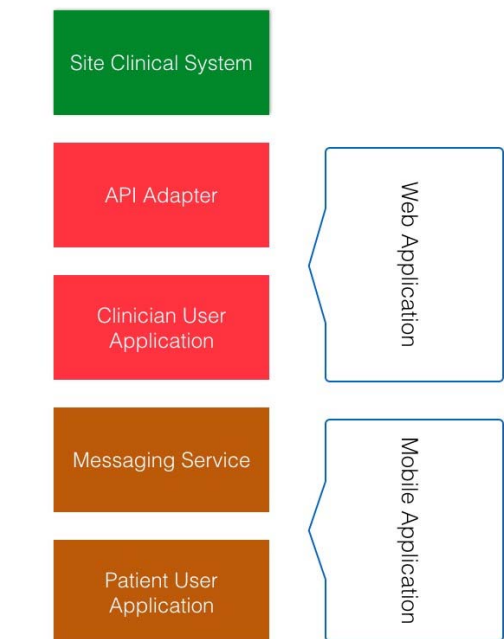 Site Clinical System
API Adapter
Clinician User
Application
Web Application
Messaging Service
Patient User
Application
Mobile Application